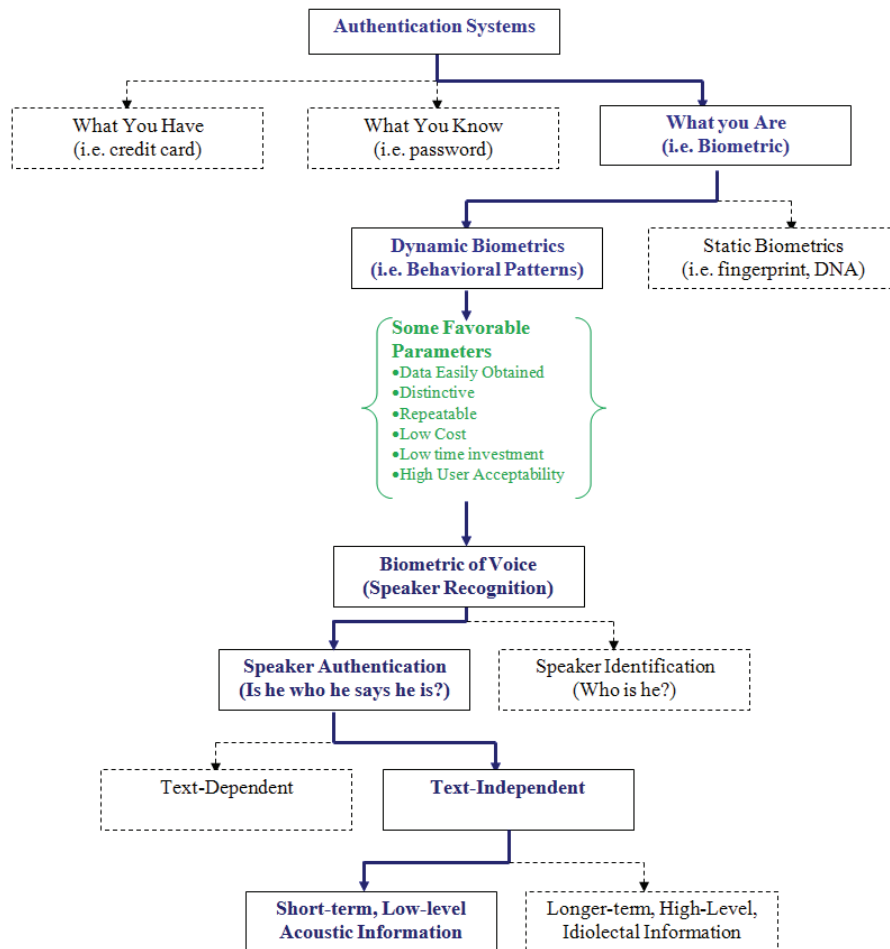 Authentication Systems
What You Have
(i.e. credit card)
What You Know
(i.e. password)
What you Are
(i.e. Biometric)
Dynamic Biometrics
(i.e. Behavioral Patterns)
Static Biometrics
(i.e. fingerprint, DNA)
Some Favorable
Parameters
•Data Easily Obtained
•Distinctive
•Repeatable
•Low Cost
•Low time investment
•High User Acceptability
Biometric of Voice
(Speaker Recognition)
Speaker Authentication
(Is he who he says he is?)
Speaker Identification
(Who is he?)
Text-Dependent
Text-Independent
Short-term, Low-level
Acoustic Information
Longer-term, High-Level,
Idiolectal Information